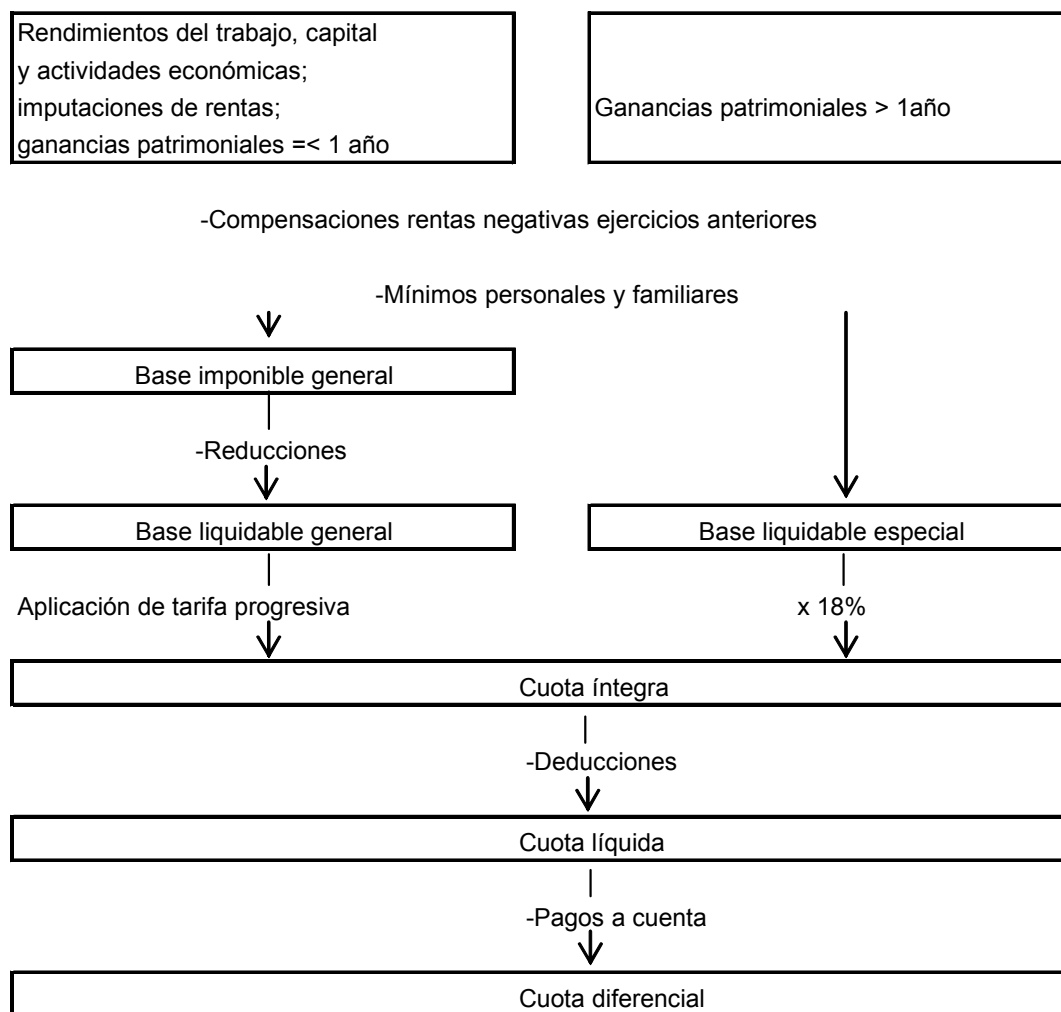 Rendimientos del trabajo, capital
y actividades económicas;
imputaciones de rentas;
ganancias patrimoniales =< 1 año
Ganancias patrimoniales > 1año
-Compensaciones rentas negativas ejercicios anteriores
-Mínimos personales y familiares
Base imponible general
-Reducciones
Base liquidable general
Base liquidable especial
Aplicación de tarifa progresiva
x 18%
Cuota íntegra
-Deducciones
Cuota líquida
-Pagos a cuenta
Cuota diferencial